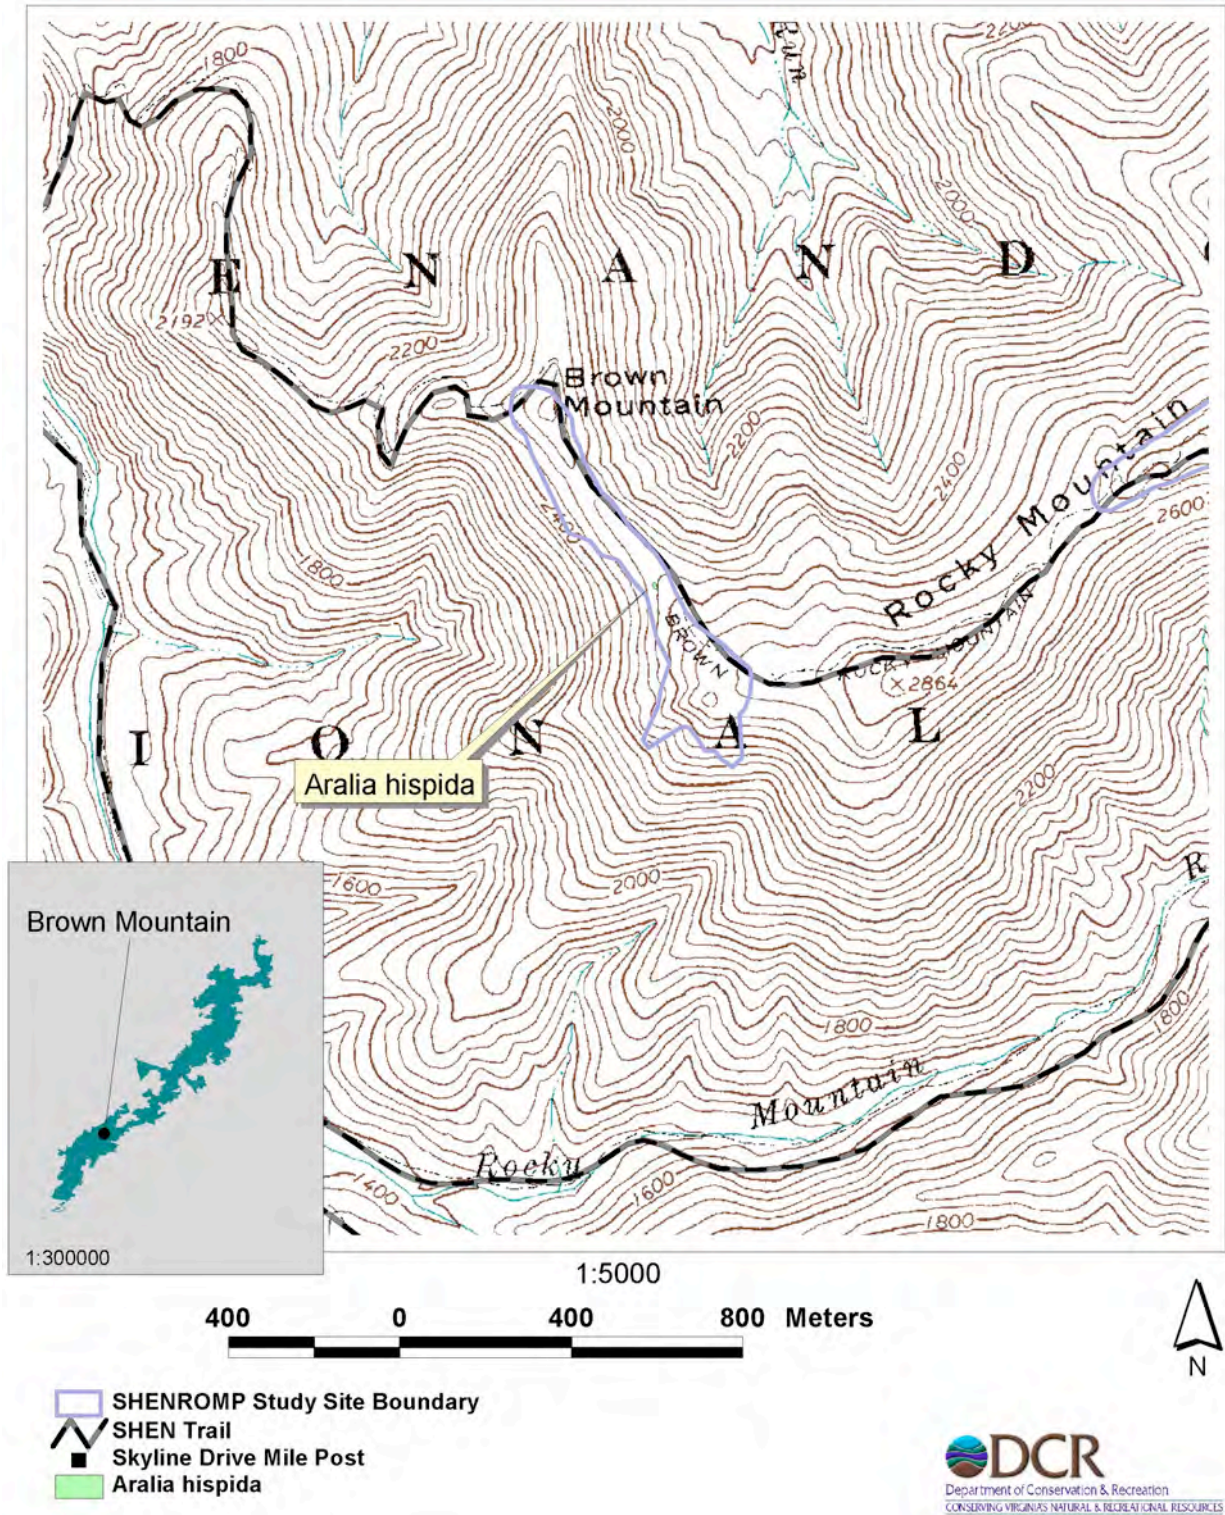 Run
2200
1800
2000
2000
E N A N D
2192
2200
Brown
Mountain
2200
2400
Rocky Mountain
2600
2400
1800
BROWN
ROCKY MOUNTAIN
2864
I O N A L
Aralia hispida
2200
1600
2000
R
Brown Mountain
1800
1800
Rocky Mountain
1400
1600
1800
1:300000
1:5000
400 0 400 800 Meters
N
SHENROMP Study Site Boundary
SHEN Trail
Skyline Drive Mile Post
Aralia hispida
DCR
Department of Conservation & Recreation
CONSERVING VIRGINIA'S NATURAL & RECREATIONAL RESOURCES